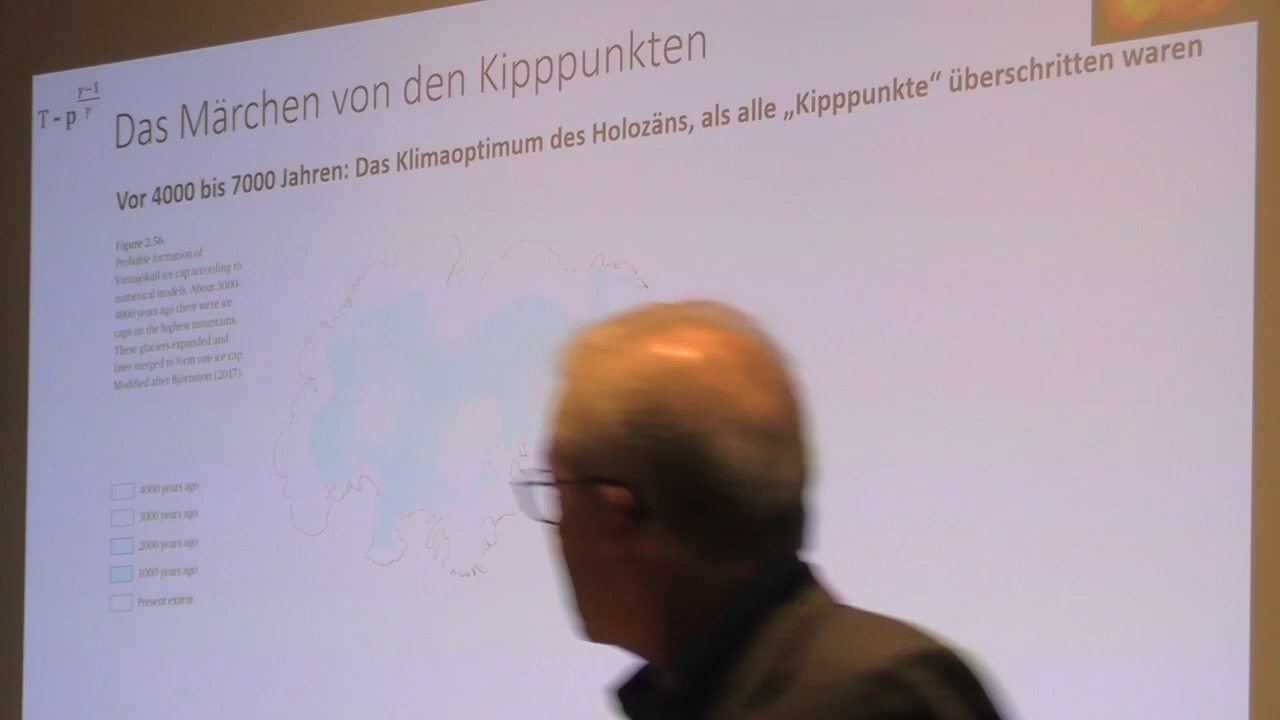 T - p γ-1/γ
Das Märchen von den Kipppunkten
Vor 4000 bis 7000 Jahren: Das Klimaoptimum des Holozäns, als alle „Kipppunkte“ überschritten waren
Figure 2.56.
Probable formation of
Vatnajökull ice cap according to
numerical models. About 3000-
4000 years ago there were ice
caps on the highest mountains.
These glaciers expanded and
later merged to form one ice cap.
Modified after Björnsson (2017).
4000 years ago
3000 years ago
2000 years ago
1000 years ago
Present extent